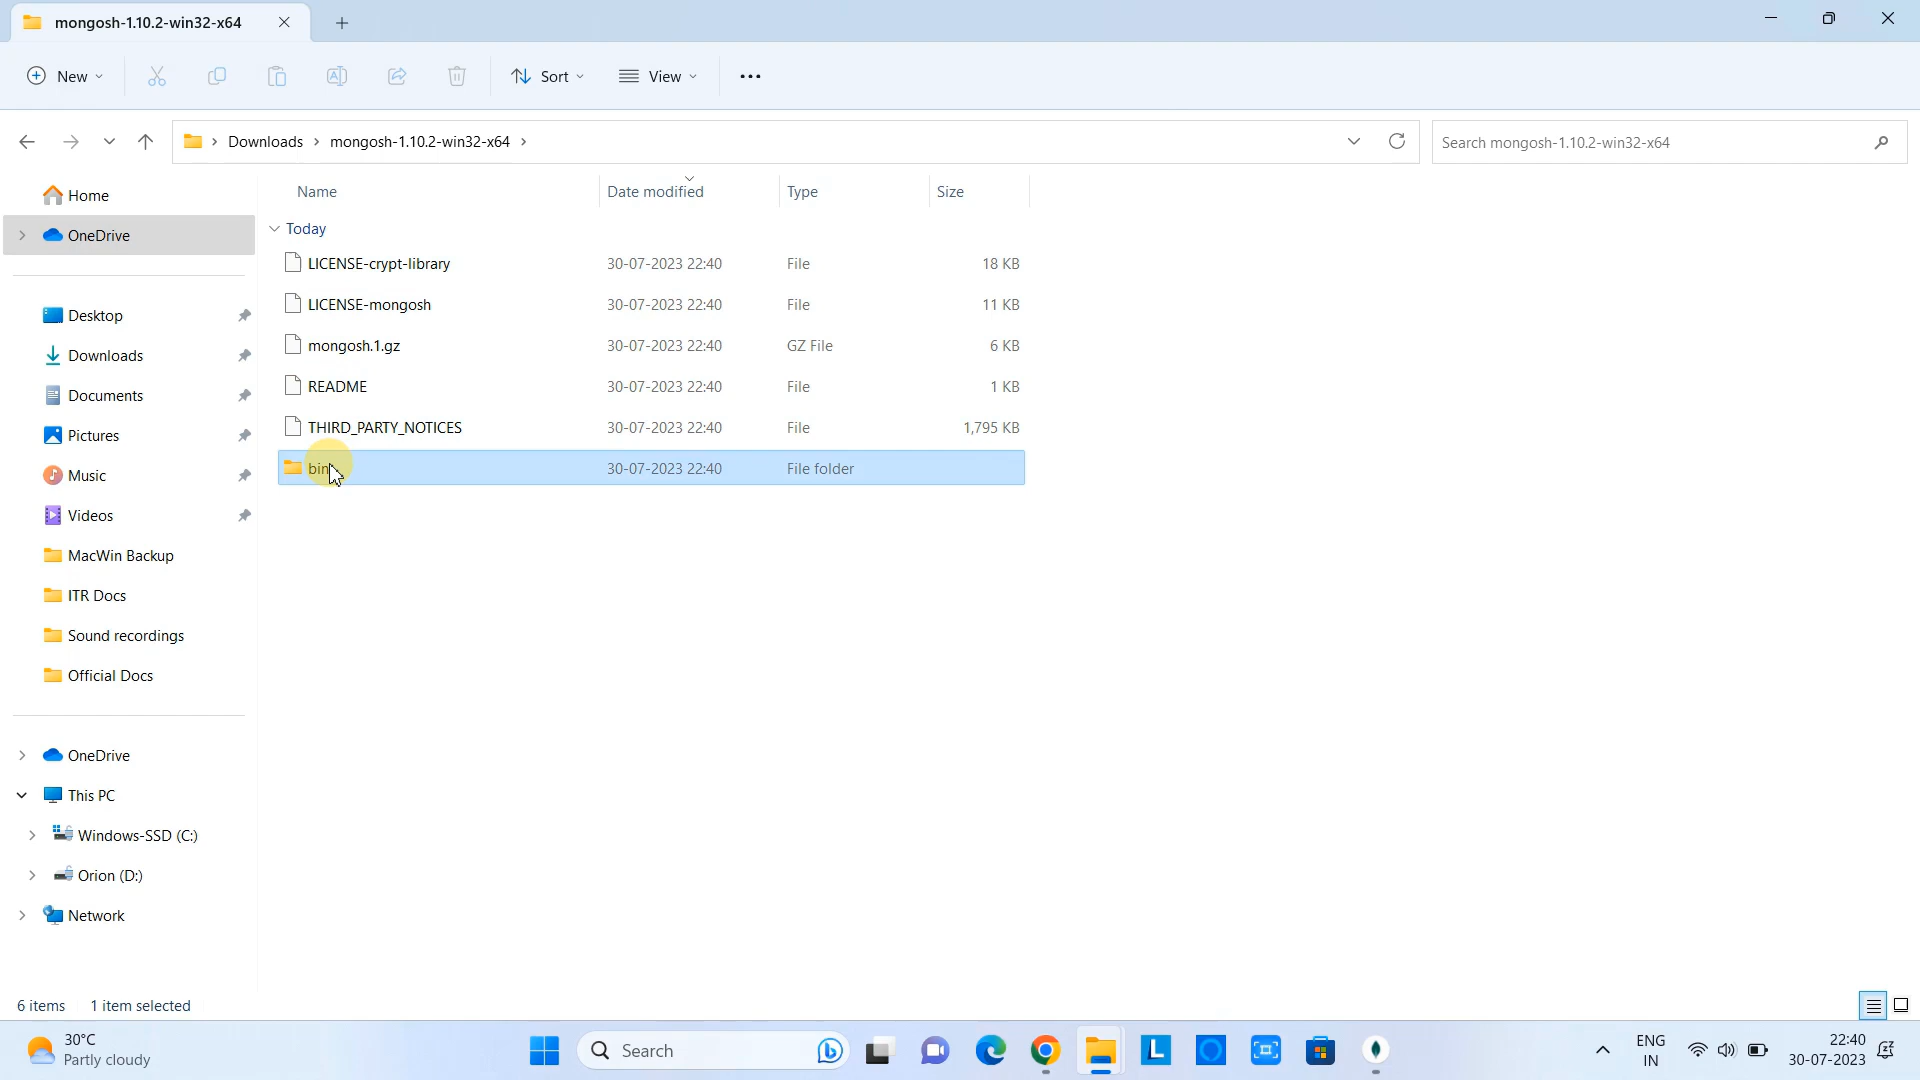 mongosh-1.10.2-win32-x64
New
Sort
View
Downloads
mongosh-1.10.2-win32-x64
Search mongosh-1.10.2-win32-x64
Home
OneDrive
Desktop
Downloads
Documents
Pictures
Music
Videos
MacWin Backup
ITR Docs
Sound recordings
Official Docs
OneDrive
This PC
Windows-SSD (C:)
Orion (D:)
Network
Name Date modified Type Size
Today
LICENSE-crypt-library 30-07-2023 22:40 File 18 KB
LICENSE-mongosh 30-07-2023 22:40 File 11 KB
mongosh.1.gz 30-07-2023 22:40 GZ File 6 KB
README 30-07-2023 22:40 File 1 KB
THIRD_PARTY_NOTICES 30-07-2023 22:40 File 1,795 KB
bin 30-07-2023 22:40 File folder
6 items 1 item selected
30°C
Partly cloudy
Search
L
ENG
IN
22:40
30-07-2023